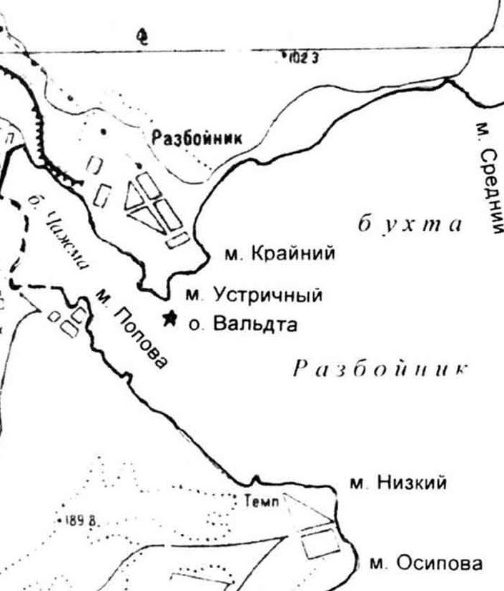 102 3
Разбойник
м. Средний
п
б. Чажма
бухта
м. Крайний
м. Устричный
м. Попова
о. Вальдта
Разбойник
м. Низкий
Темп
189 8
м. Осипова